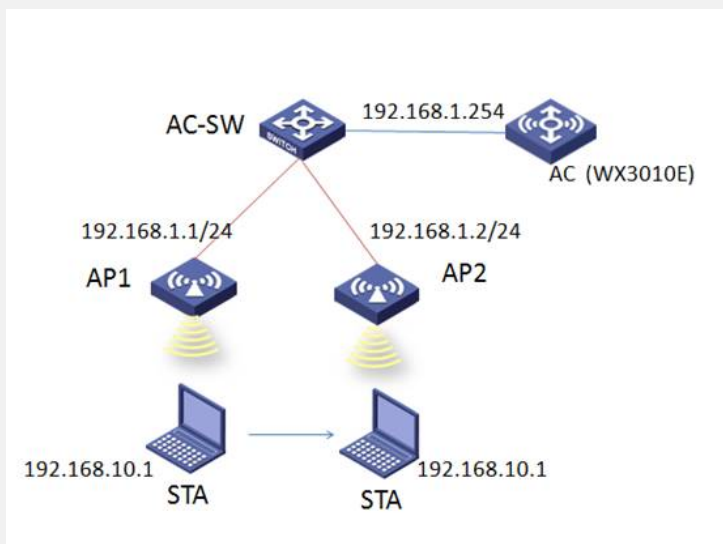 192.168.1.254
AC-SW
SWITCH
AC (WX3010E)
192.168.1.1/24
192.168.1.2/24
AP1
AP2
192.168.10.1
192.168.10.1
STA
STA